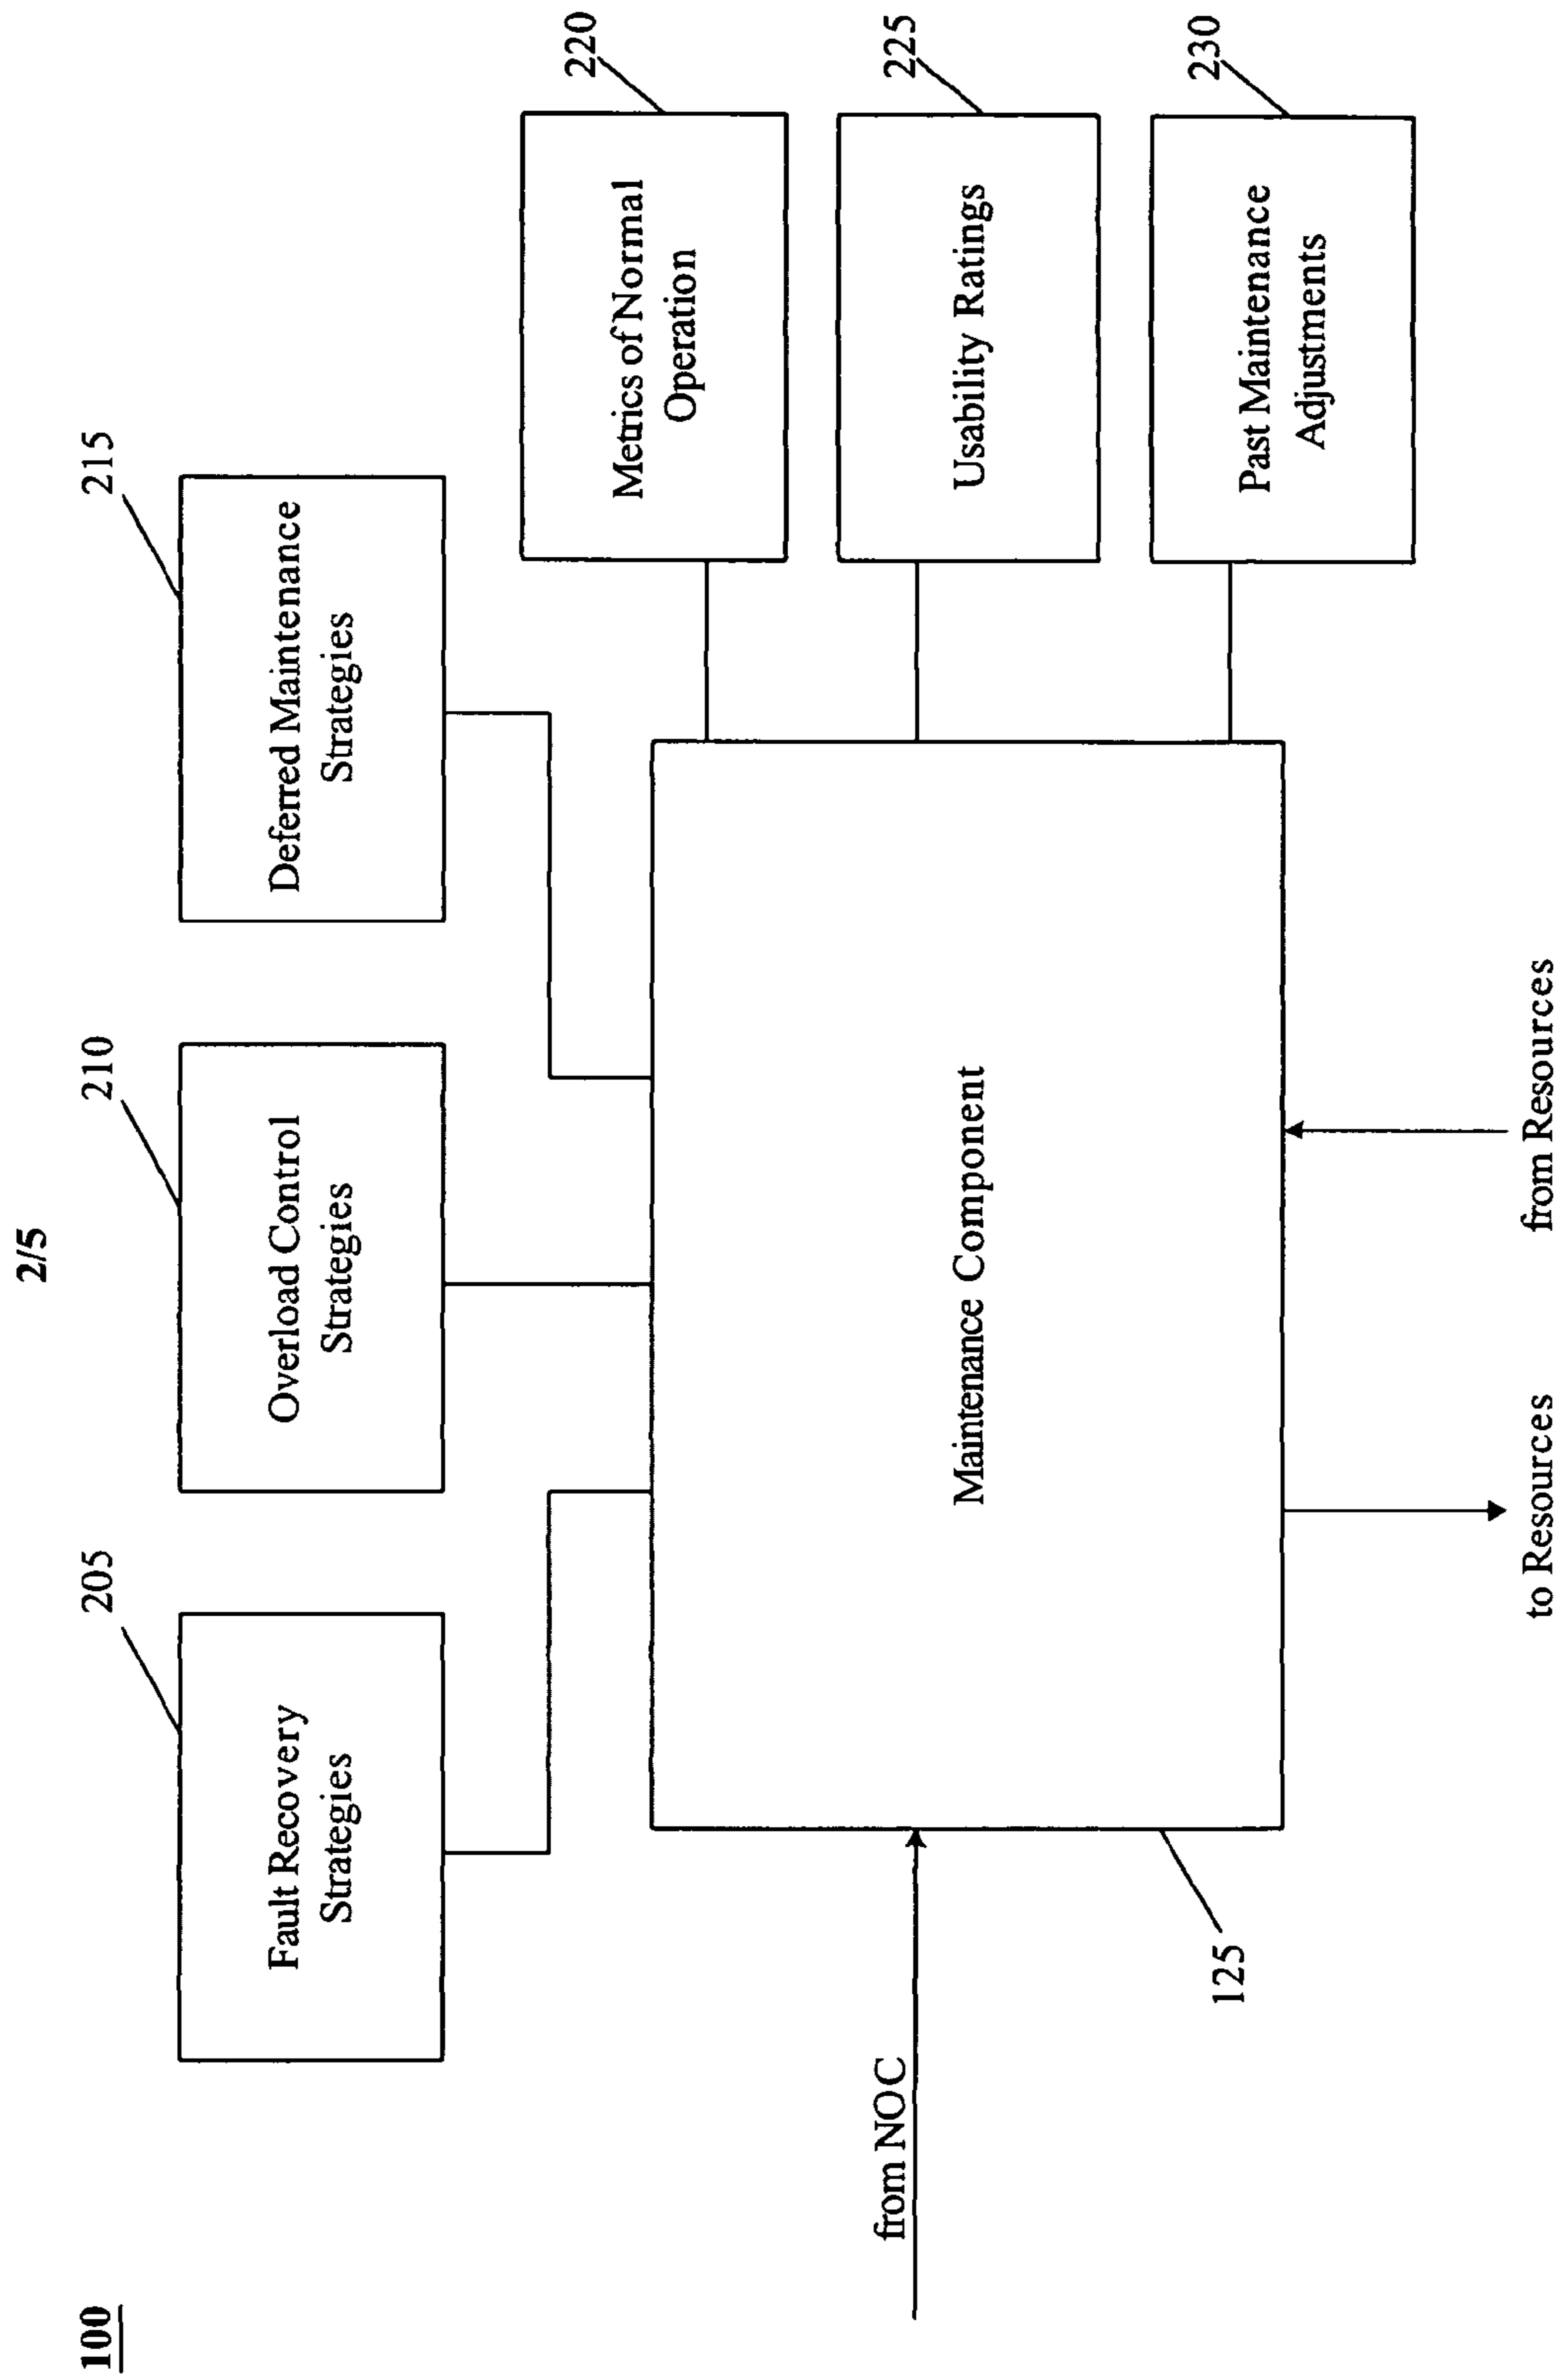 2/5
100
205
210
215
Fault Recovery
Strategies
Overload Control
Strategies
Deferred Maintenance
Strategies
220
Metrics of Normal
Operation
225
Usability Ratings
230
Past Maintenance
Adjustments
from NOC
Maintenance Component
125
to Resources
from Resources